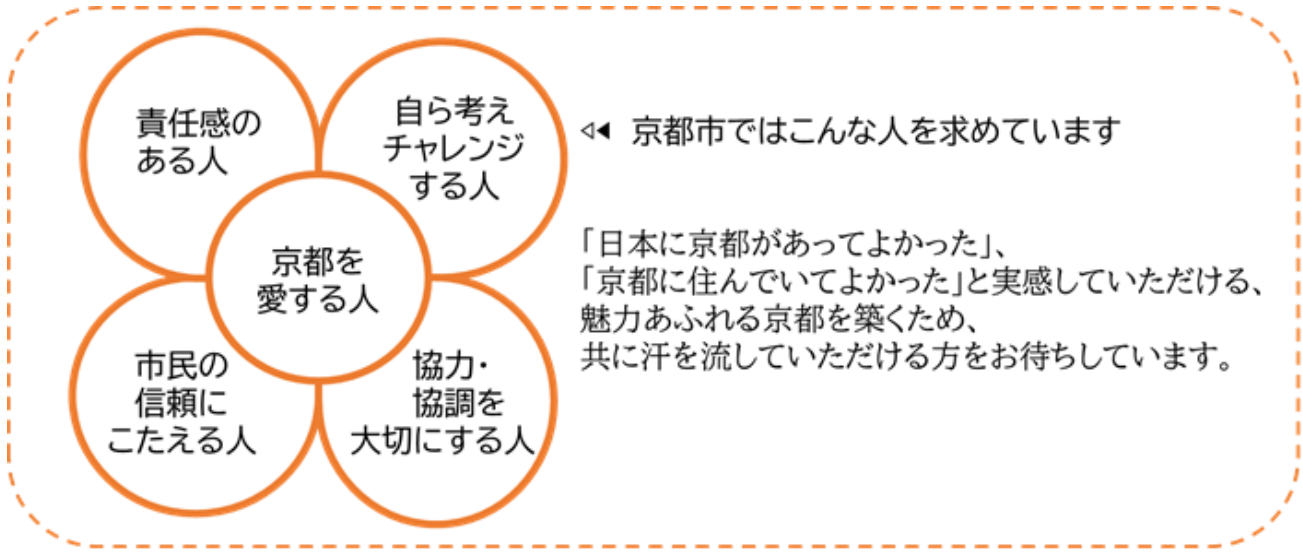 責任感の
ある人
自ら考え
チャレンジ
する人
京都を
愛する人
市民の
信頼に
こたえる人
協力・
協調を
大切にする人
◁◀ 京都市ではこんな人を求めています
「日本に京都があってよかった」、
「京都に住んでいてよかった」と実感していただける、
魅力あふれる京都を築くため、
共に汗を流していただける方をお待ちしています。